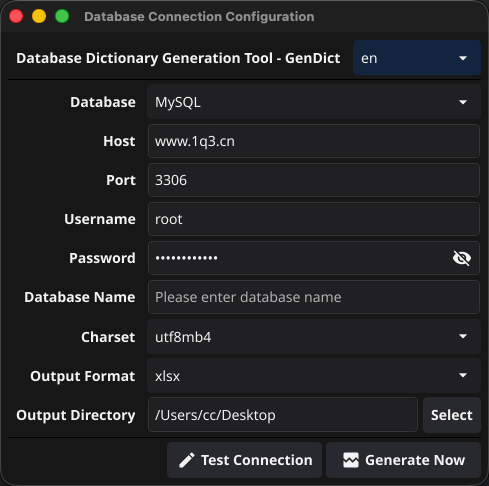 Database Connection Configuration
Database Dictionary Generation Tool - GenDict en
Database MySQL
Host www.1q3.cn
Port 3306
Username root
Password ••••••••••••
Database Name Please enter database name
Charset utf8mb4
Output Format xlsx
Output Directory /Users/cc/Desktop Select
Test Connection Generate Now